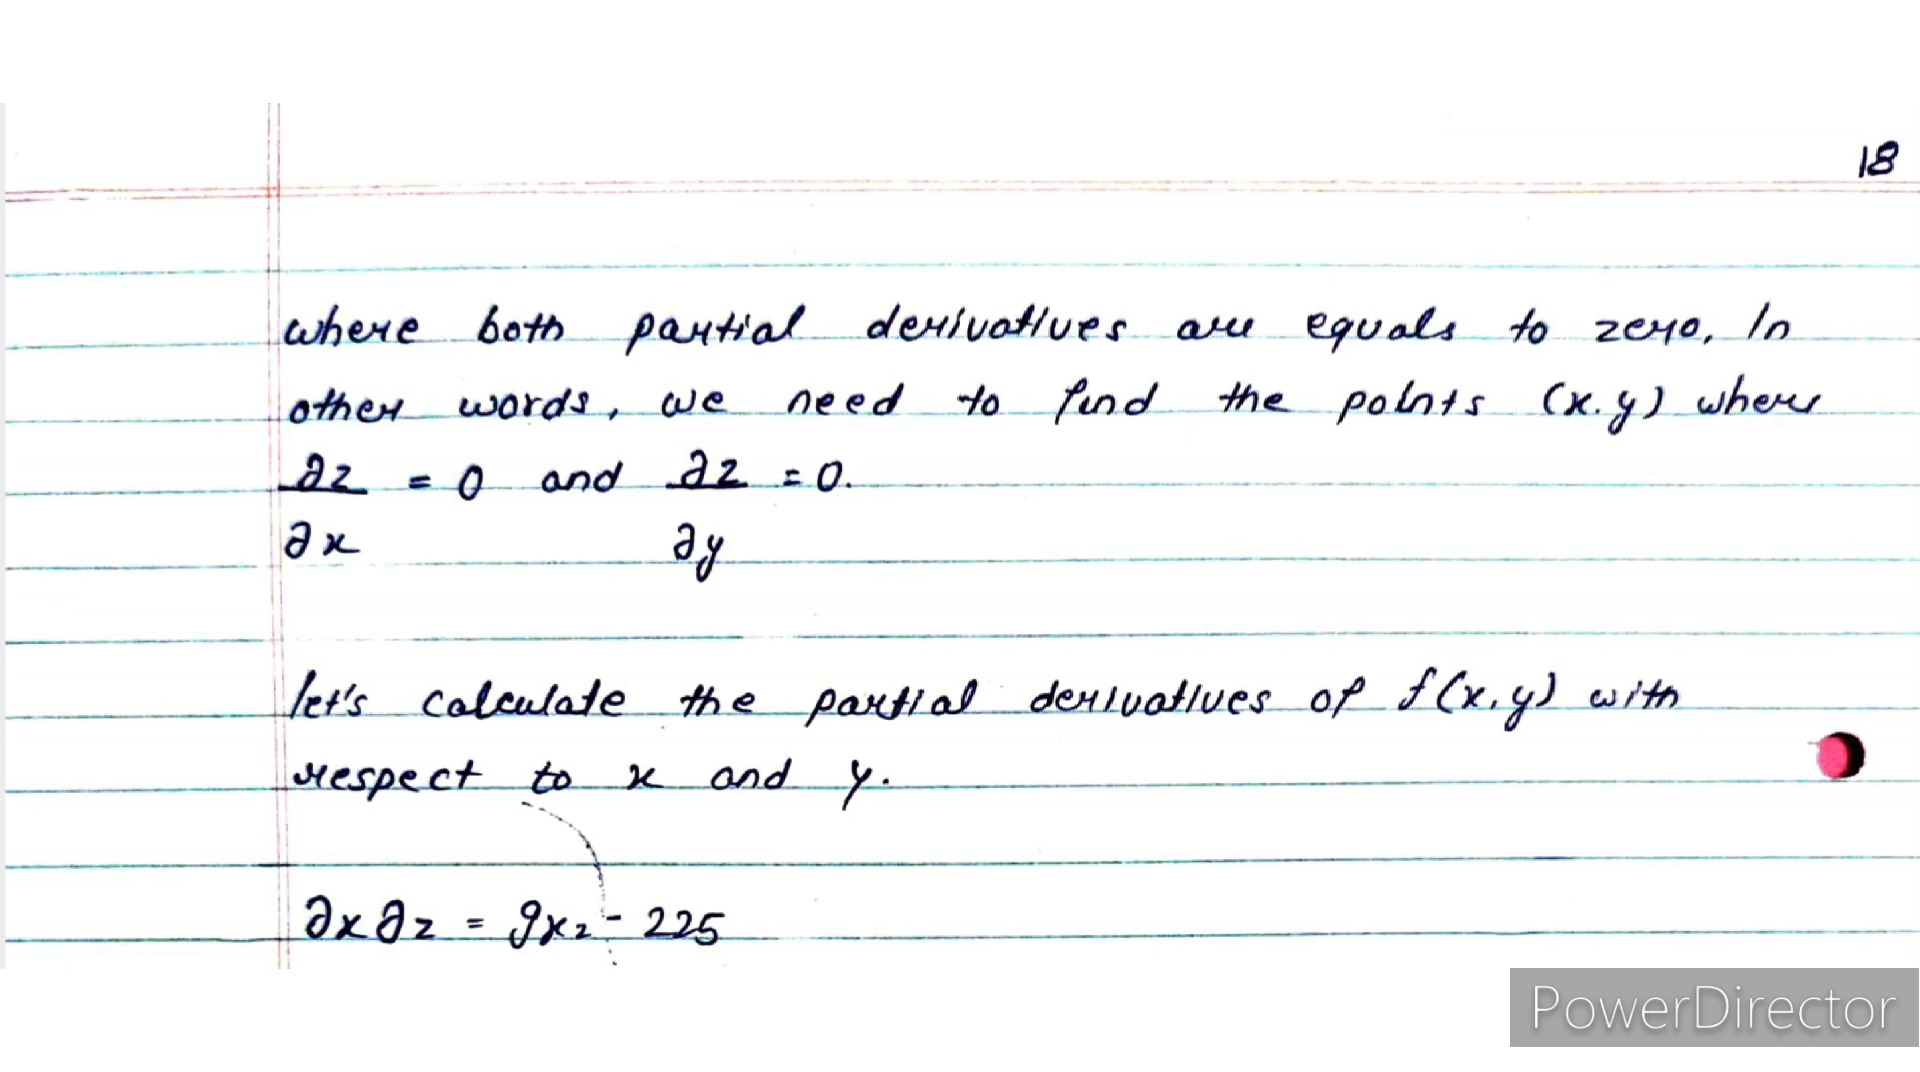 18
where both partial derivatives are equals to zero. In
other words, we need to find the points (x.y) where
∂z = 0 and ∂z = 0.
∂x ∂y
let's calculate the partial derivatives of f(x,y) with
respect to x and y.
∂x∂z = 9x2 - 225
PowerDirector